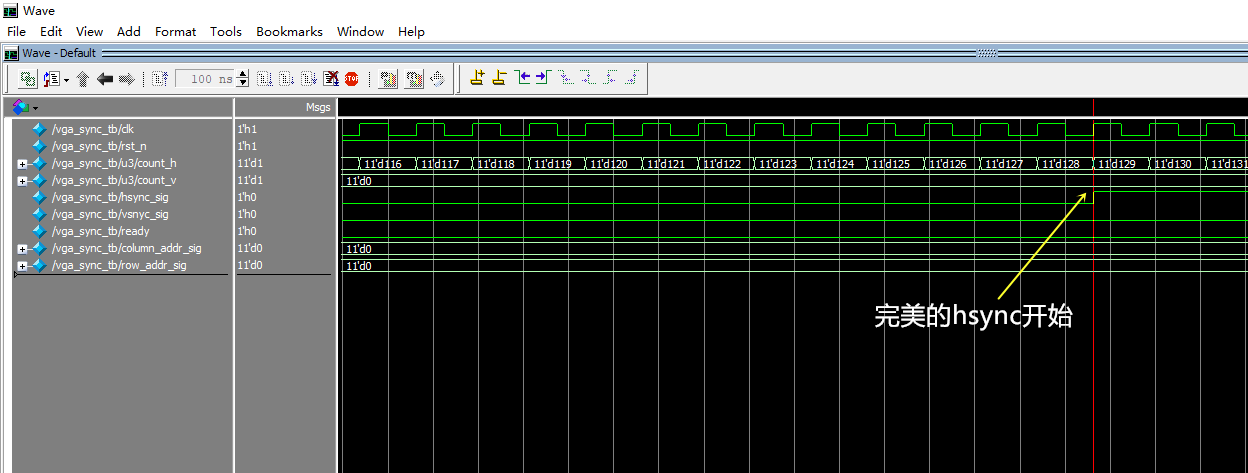 Wave
File Edit View Add Format Tools Bookmarks Window Help
Wave - Default
100 ns
STOP
Msgs
/vga_sync_tb/clk 1'h1
/vga_sync_tb/rst_n 1'h1
/vga_sync_tb/u3/count_h 11'd1 11'd116 11'd117 11'd118 11'd119 11'd120 11'd121 11'd122 11'd123 11'd124 11'd125 11'd126 11'd127 11'd128 11'd129 11'd130 11'd131
/vga_sync_tb/u3/count_v 11'd1 11'd0
/vga_sync_tb/hsync_sig 1'h0
/vga_sync_tb/vsnyc_sig 1'h0
/vga_sync_tb/ready 1'h0
/vga_sync_tb/column_addr_sig 11'd0 11'd0
/vga_sync_tb/row_addr_sig 11'd0 11'd0
完美的hsync开始